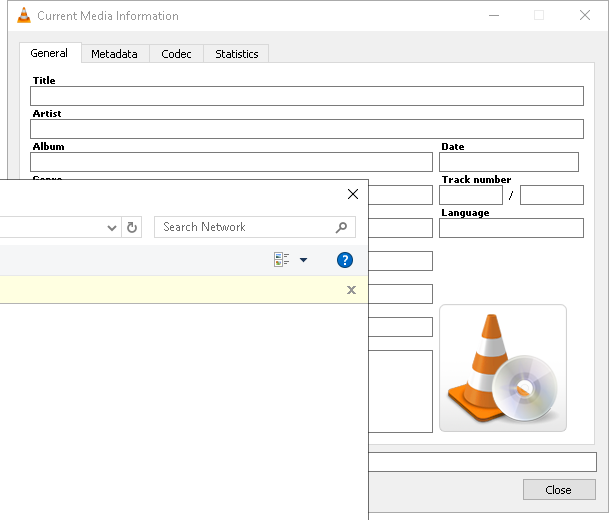 Current Media Information
General Metadata Codec Statistics
Title
Artist
Album Date
Genre Track number
/
Search Network Language
?
Close